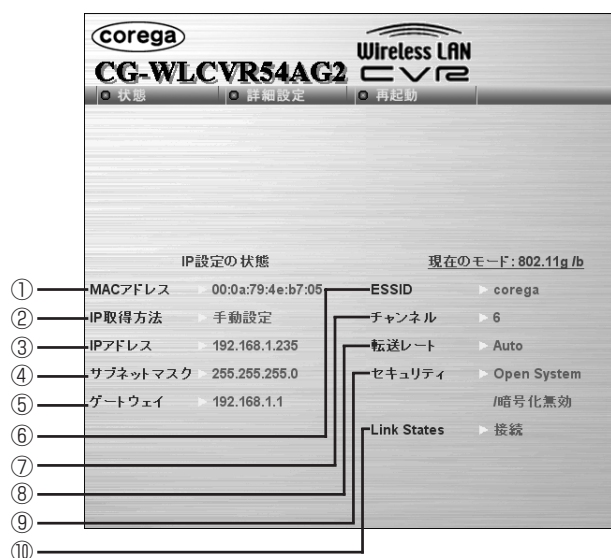 corega
CG-WLCVR54AG2
Wireless LAN
CVR
状態 詳細設定 再起動
IP設定の状態
① MACアドレス 00:0a:79:4e:b7:05
② IP取得方法 手動設定
③ IPアドレス 192.168.1.235
④ サブネットマスク 255.255.255.0
⑤ ゲートウェイ 192.168.1.1
現在のモード: 802.11g /b
⑥ ESSID corega
⑦ チャンネル 6
⑧ 転送レート Auto
⑨ セキュリティ Open System
/暗号化無効
⑩ Link States 接続